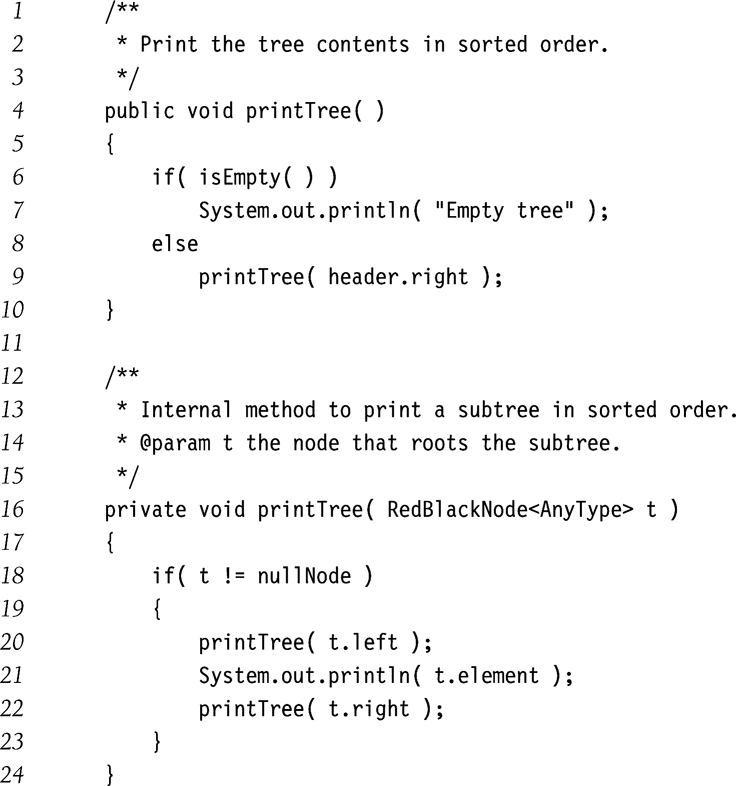 1 /**
2 * Print the tree contents in sorted order.
3 */
4 public void printTree( )
5 {
6 if( isEmpty( ) )
7 System.out.println( "Empty tree" );
8 else
9 printTree( header.right );
10 }
11
12 /**
13 * Internal method to print a subtree in sorted order.
14 * @param t the node that roots the subtree.
15 */
16 private void printTree( RedBlackNode<AnyType> t )
17 {
18 if( t != nullNode )
19 {
20 printTree( t.left );
21 System.out.println( t.element );
22 printTree( t.right );
23 }
24 }